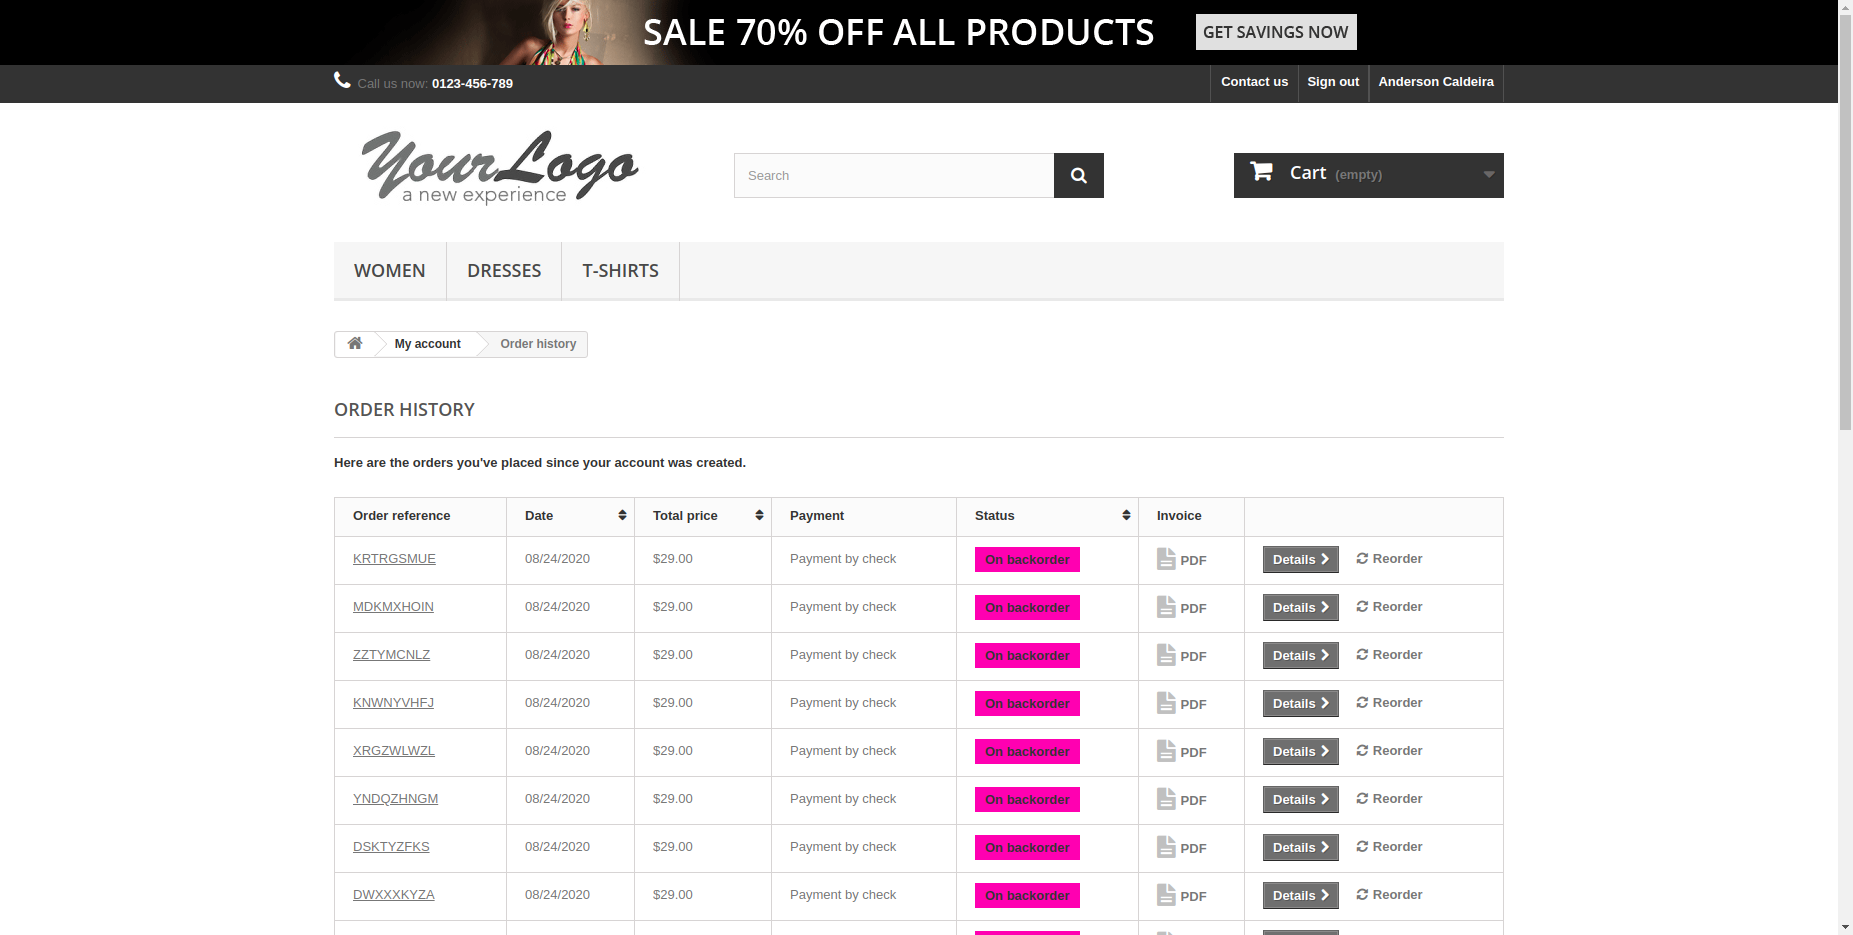 SALE 70% OFF ALL PRODUCTS GET SAVINGS NOW
Call us now: 0123-456-789 Contact us Sign out Anderson Caldeira
YourLogo
a new experience
Search
Cart (empty)
WOMEN DRESSES T-SHIRTS
My account Order history
ORDER HISTORY
Here are the orders you've placed since your account was created.
Order reference Date Total price Payment Status Invoice
KRTRGSMUE 08/24/2020 $29.00 Payment by check On backorder PDF Details Reorder
MDKMXHOIN 08/24/2020 $29.00 Payment by check On backorder PDF Details Reorder
ZZTYMCNLZ 08/24/2020 $29.00 Payment by check On backorder PDF Details Reorder
KNWNYVHFJ 08/24/2020 $29.00 Payment by check On backorder PDF Details Reorder
XRGZWLWZL 08/24/2020 $29.00 Payment by check On backorder PDF Details Reorder
YNDQZHNGM 08/24/2020 $29.00 Payment by check On backorder PDF Details Reorder
DSKTYZFKS 08/24/2020 $29.00 Payment by check On backorder PDF Details Reorder
DWXXXKYZA 08/24/2020 $29.00 Payment by check On backorder PDF Details Reorder